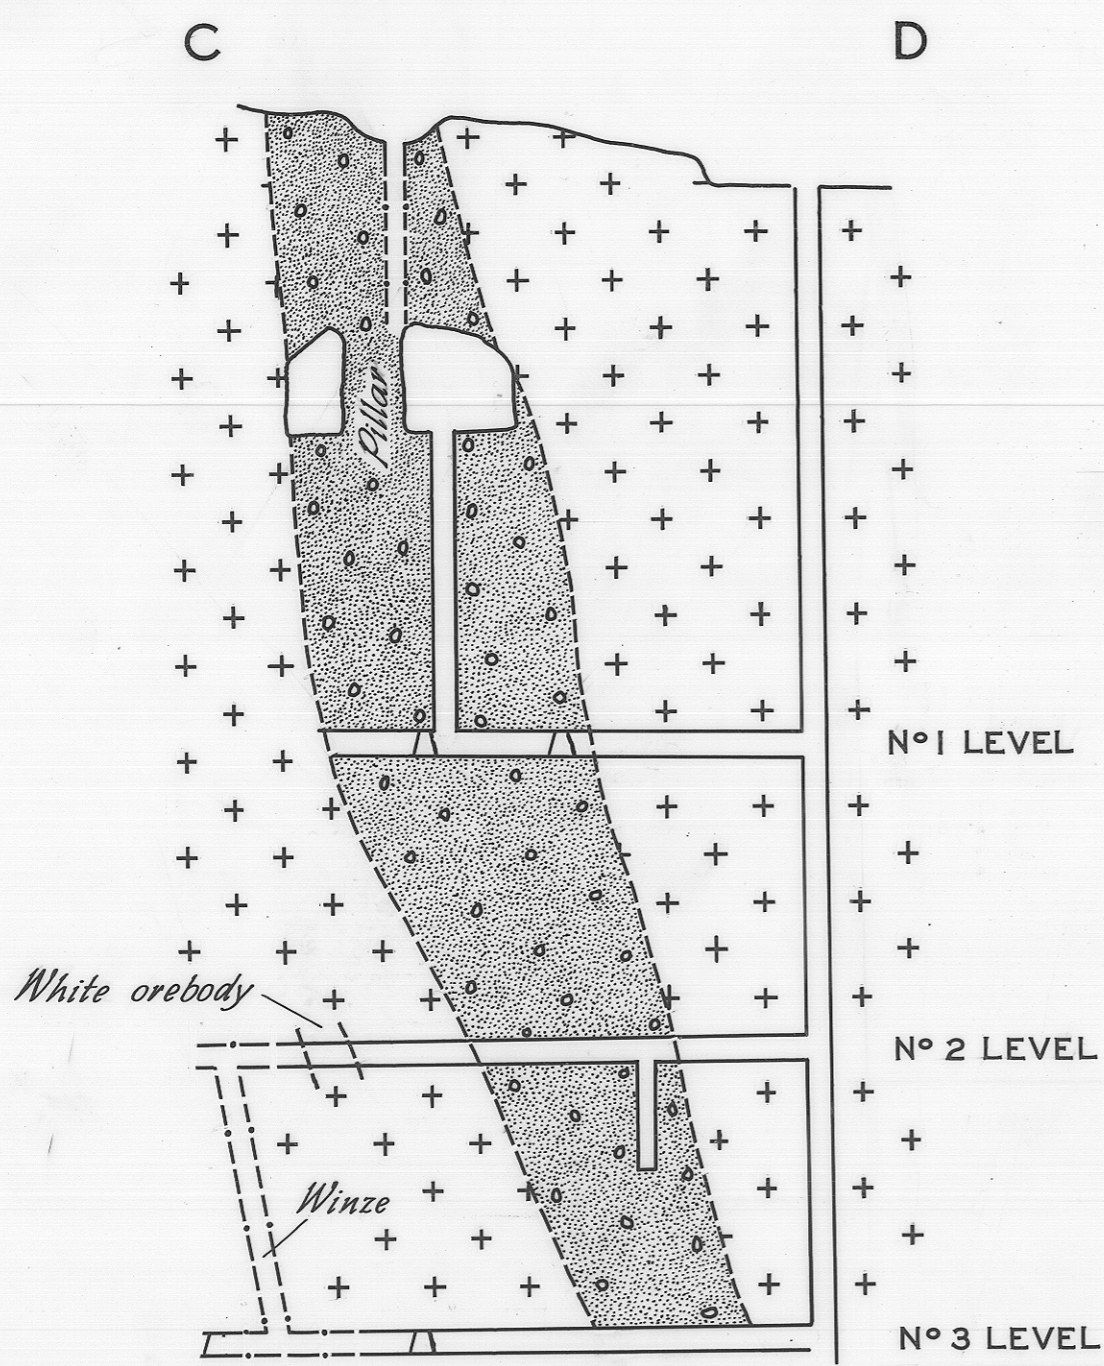 C
D
Pillar
Nº 1 LEVEL
White orebody
Nº 2 LEVEL
Winze
Nº 3 LEVEL